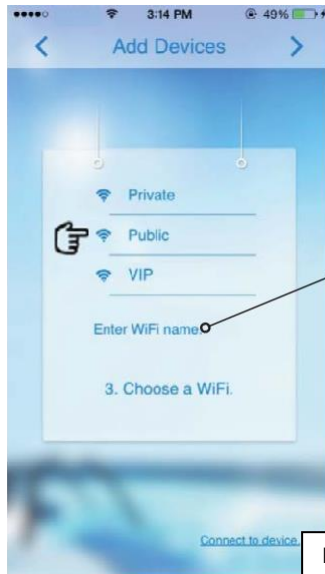 3:14 PM 49%
Add Devices
Private
Public
VIP
Enter WiFi name.
3. Choose a WiFi.
Connect to device.